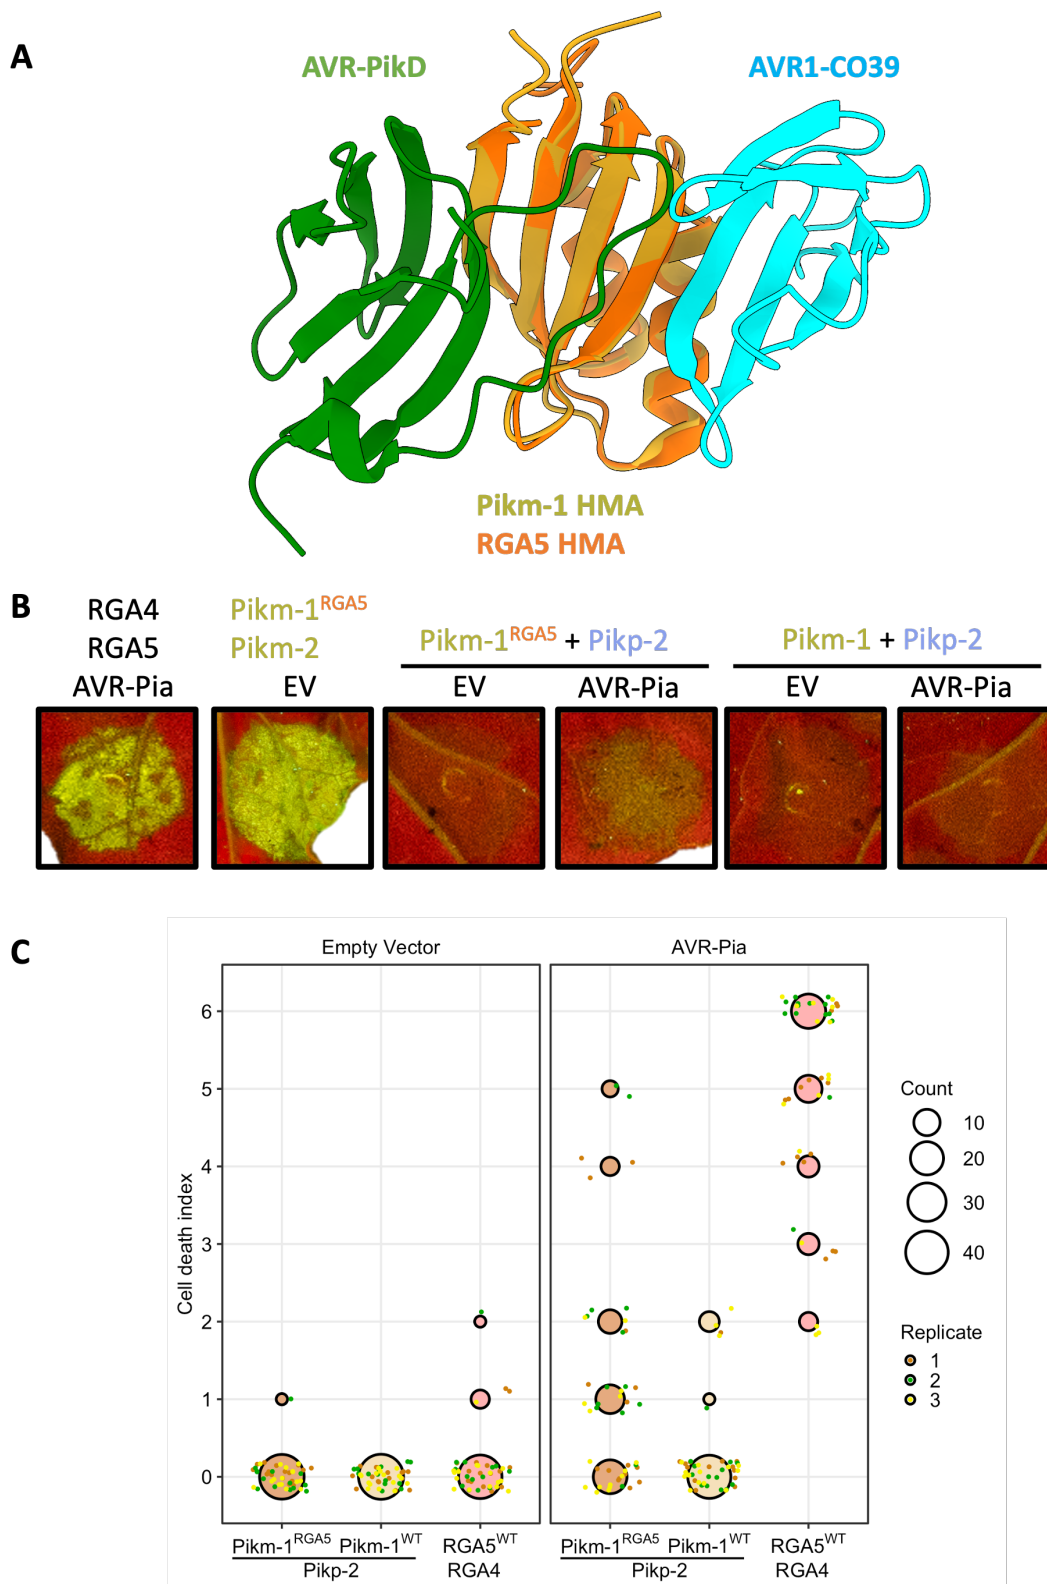 A
AVR-PikD
AVR1-CO39
Pikm-1 HMA
RGA5 HMA
B
RGA4
RGA5
AVR-Pia
Pikm-1RGA5
Pikm-2
EV
Pikm-1RGA5 + Pikp-2
EV
AVR-Pia
Pikm-1 + Pikp-2
EV
AVR-Pia
C
Empty Vector
AVR-Pia
Cell death index
6
5
4
3
2
1
0
Pikm-1RGA5
Pikm-1WT
Pikp-2
RGA5WT
RGA4
Pikm-1RGA5
Pikm-1WT
Pikp-2
RGA5WT
RGA4
Count
10
20
30
40
Replicate
1
2
3